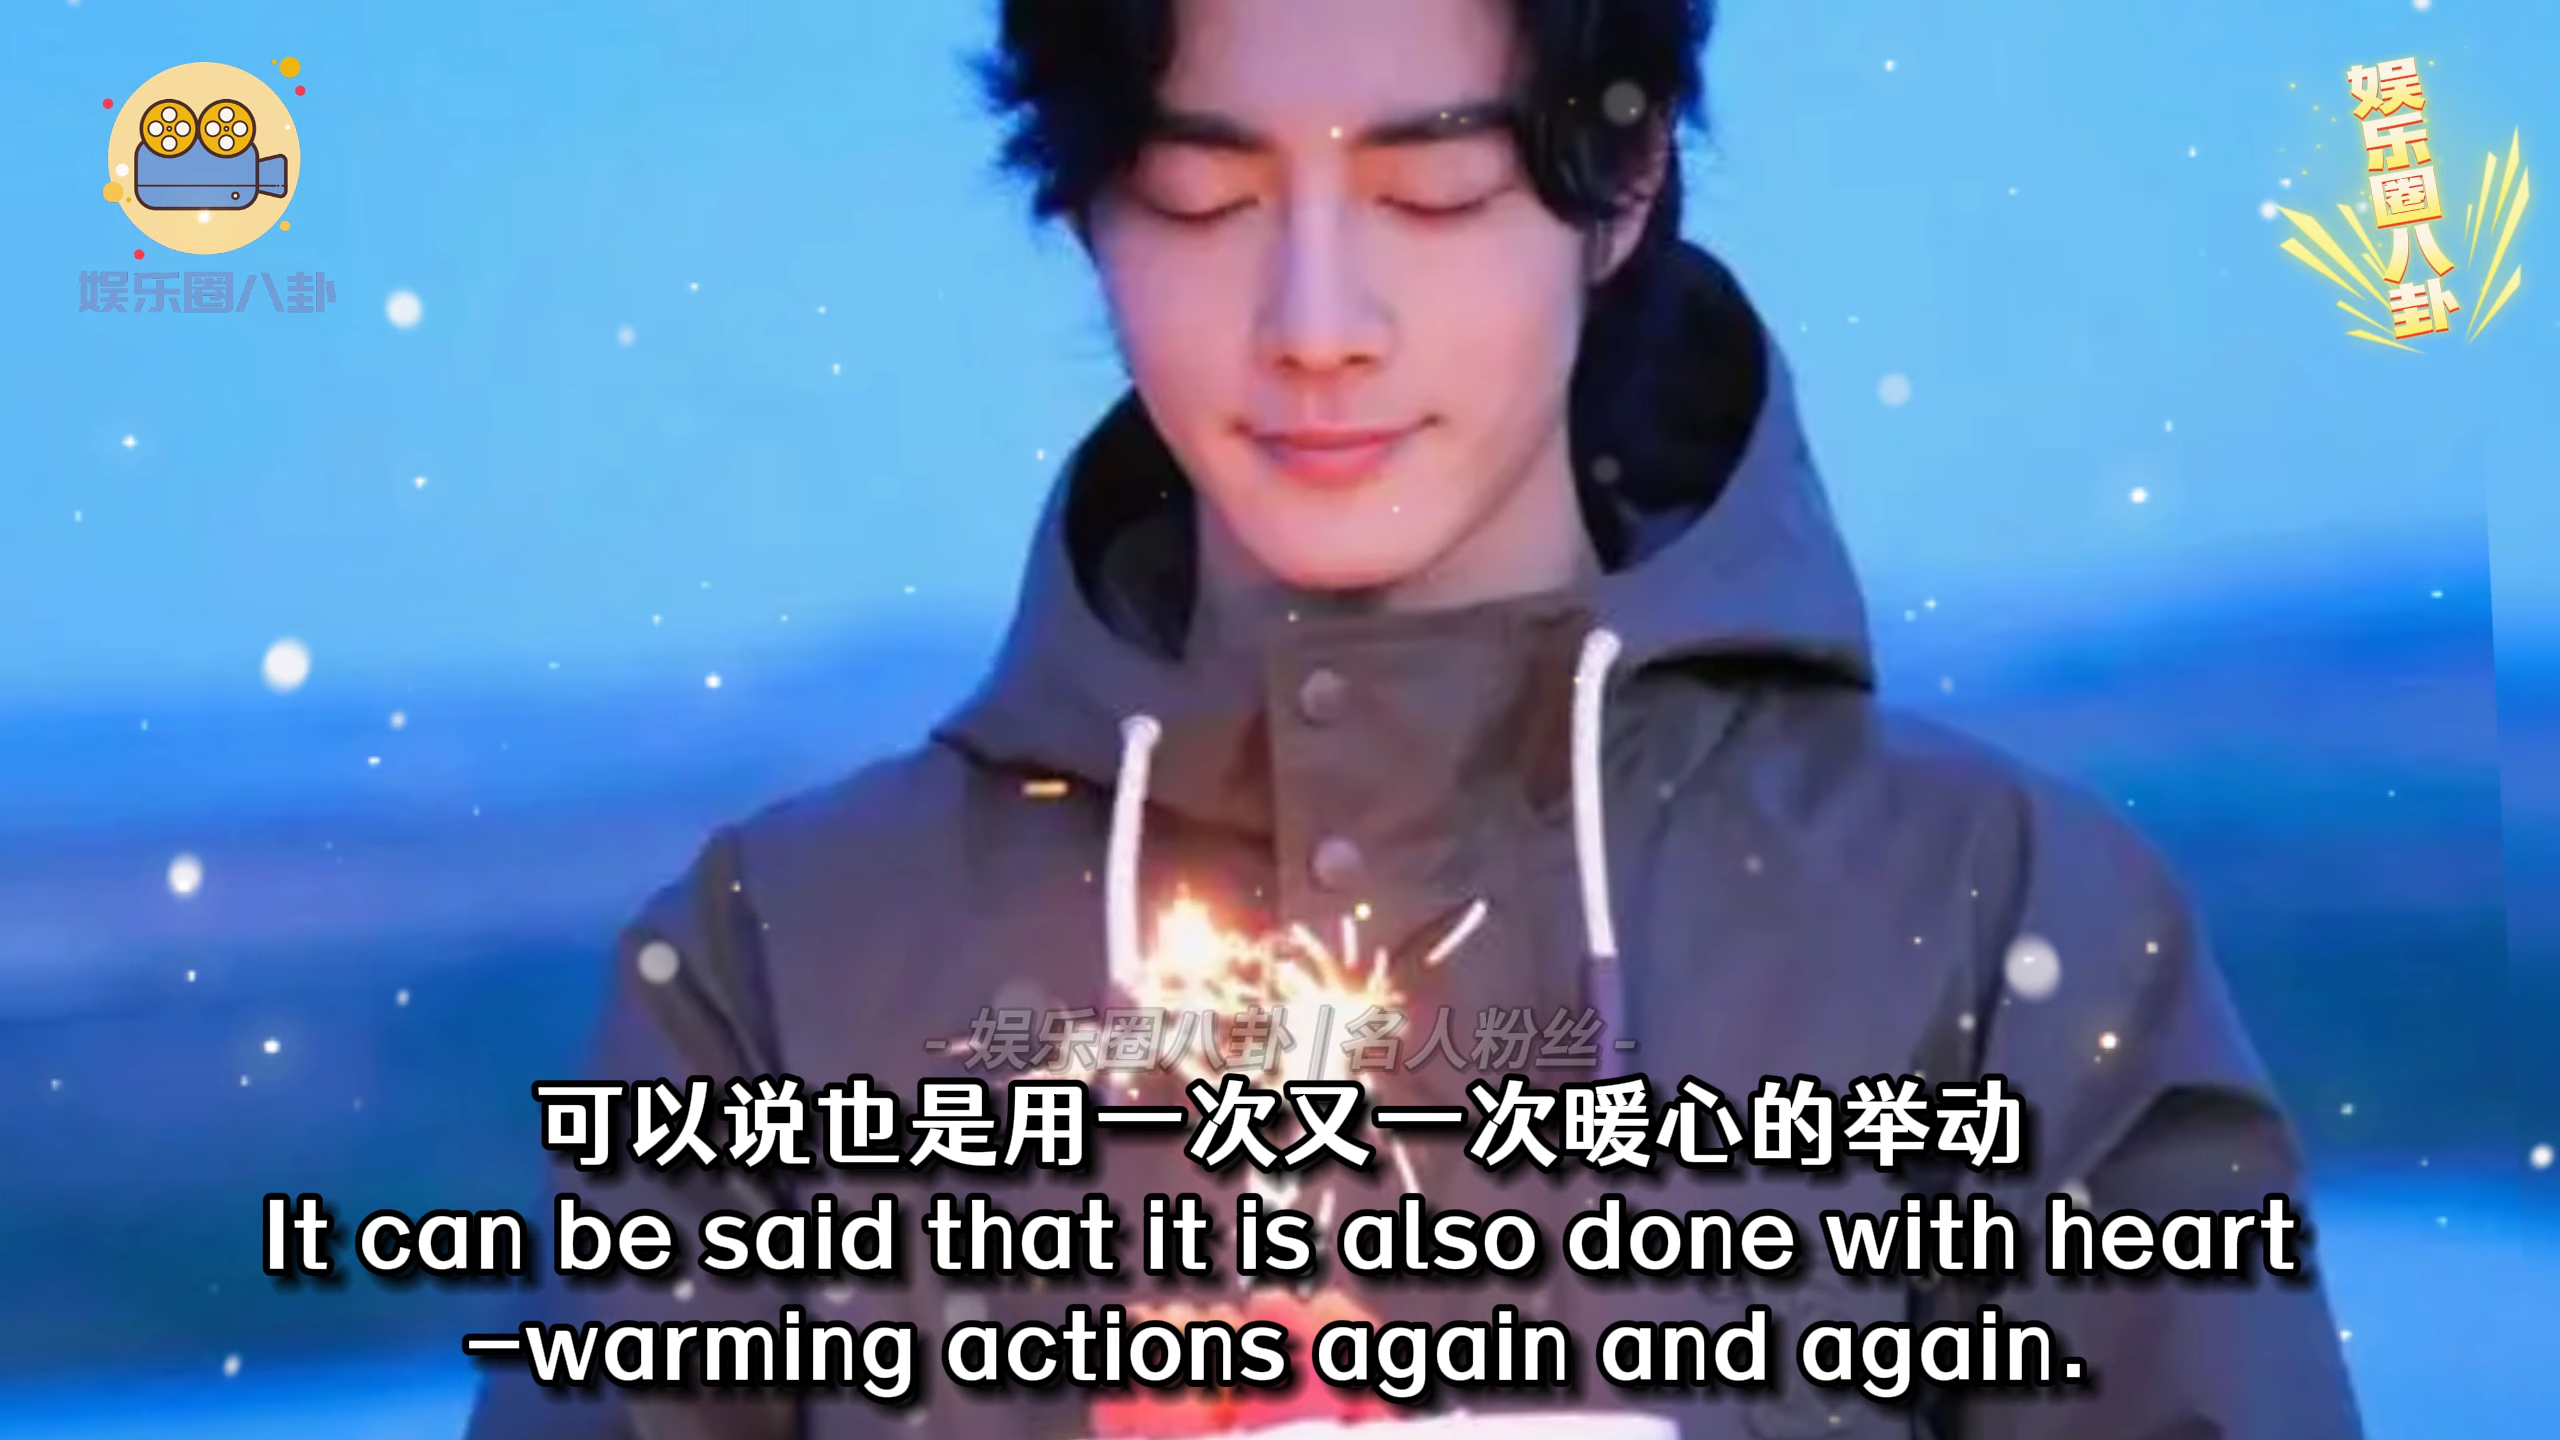 娱乐圈八卦
娱乐圈八卦
- 娱乐圈八卦 | 名人粉丝 -
可以说也是用一次又一次暖心的举动
It can be said that it is also done with heart
-warming actions again and again.